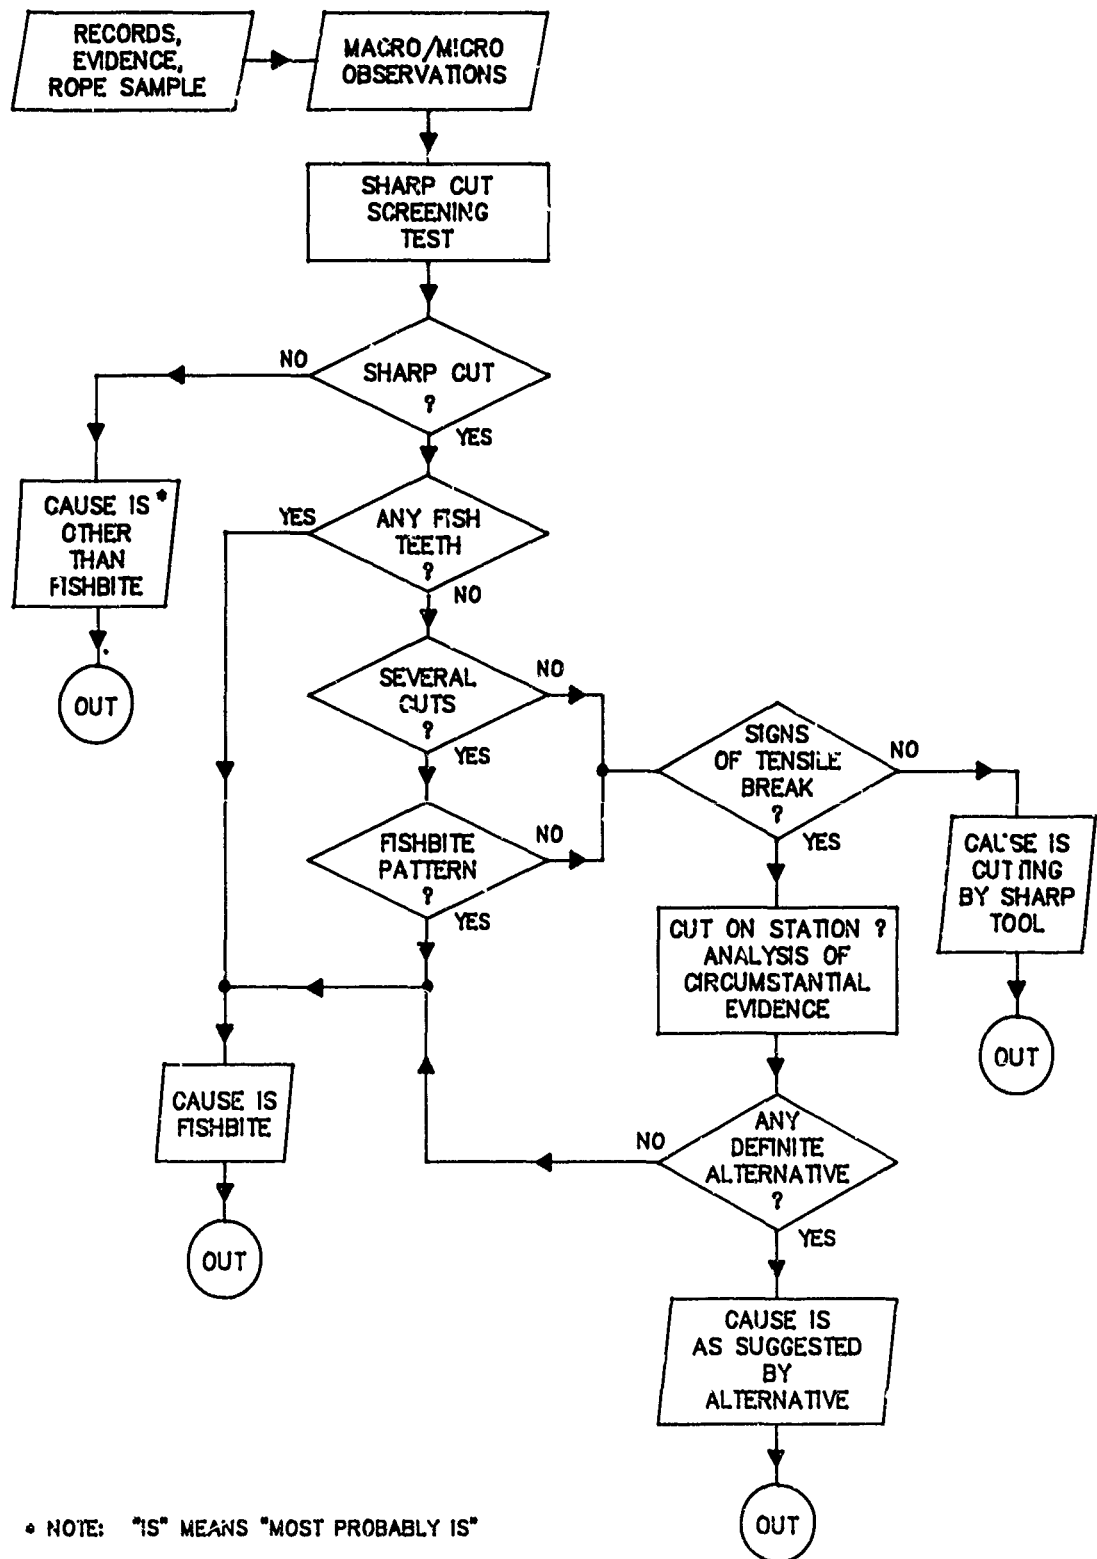 RECORDS,
EVIDENCE,
ROPE SAMPLE
MACRO/MICRO
OBSERVATIONS
SHARP CUT
SCREENING
TEST
NO
SHARP CUT
?
YES
CAUSE IS *
OTHER
THAN
FISHBITE
OUT
YES
ANY FISH
TEETH
?
NO
SEVERAL
CUTS
?
NO
YES
FISHBITE
PATTERN
?
NO
YES
SIGNS
OF TENSILE
BREAK
?
NO
YES
CAUSE IS
CUTTING
BY SHARP
TOOL
OUT
CUT ON STATION ?
ANALYSIS OF
CIRCUMSTANTIAL
EVIDENCE
CAUSE IS
FISHBITE
OUT
NO
ANY
DEFINITE
ALTERNATIVE
?
YES
CAUSE IS
AS SUGGESTED
BY
ALTERNATIVE
OUT
* NOTE: "IS" MEANS "MOST PROBABLY IS"